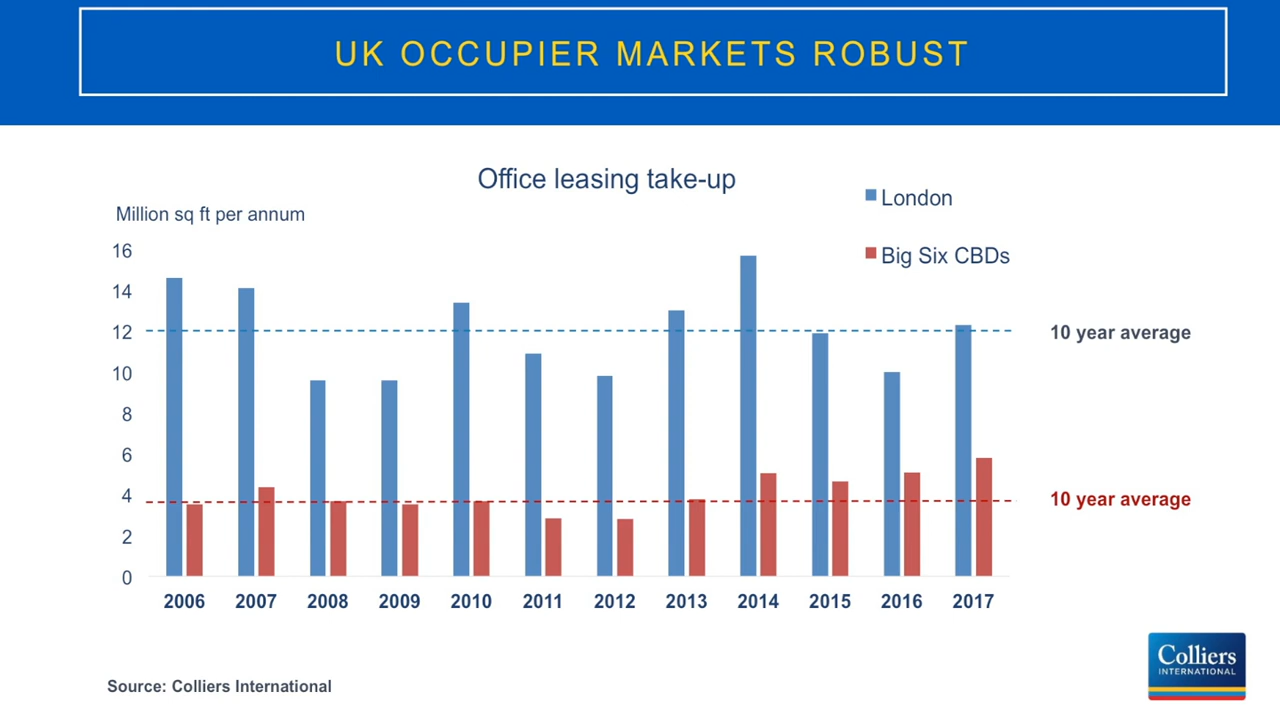 UK OCCUPIER MARKETS ROBUST
Office leasing take-up
London
Million sq ft per annum
Big Six CBDs
16
14
12
10
8
6
4
2
0
10 year average
10 year average
2006 2007 2008 2009 2010 2011 2012 2013 2014 2015 2016 2017
Source: Colliers International
Colliers
INTERNATIONAL